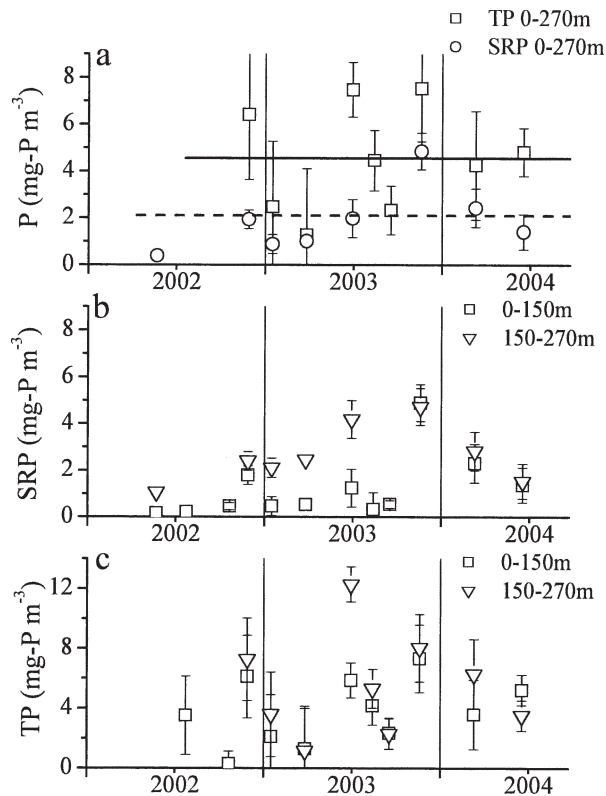 TP 0-270m
SRP 0-270m
a
8
6
4
2
0
P (mg-P m-3)
2002
2003
2004
b
0-150m
150-270m
8
6
4
2
0
SRP (mg-P m-3)
2002
2003
2004
c
0-150m
150-270m
12
8
4
0
TP (mg-P m-3)
2002
2003
2004